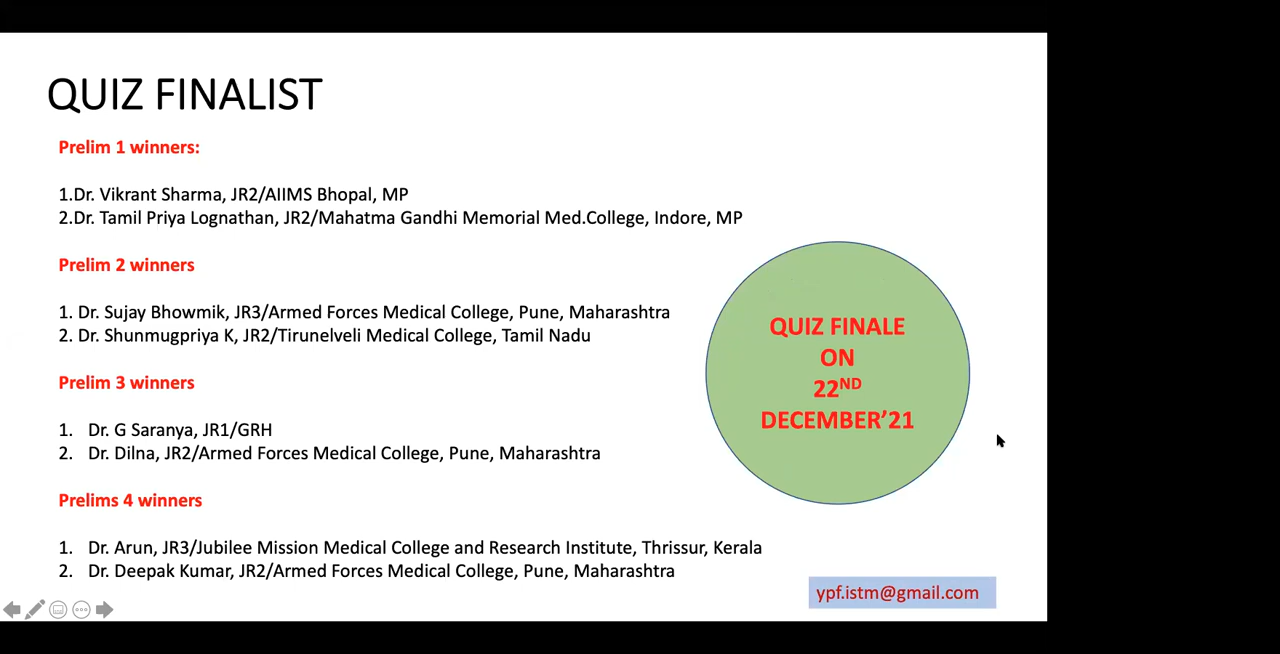 QUIZ FINALIST
Prelim 1 winners:
1.Dr. Vikrant Sharma, JR2/AIIMS Bhopal, MP
2.Dr. Tamil Priya Lognathan, JR2/Mahatma Gandhi Memorial Med.College, Indore, MP
Prelim 2 winners
1. Dr. Sujay Bhowmik, JR3/Armed Forces Medical College, Pune, Maharashtra
2. Dr. Shunmugpriya K, JR2/Tirunelveli Medical College, Tamil Nadu
Prelim 3 winners
1. Dr. G Saranya, JR1/GRH
2. Dr. Dilna, JR2/Armed Forces Medical College, Pune, Maharashtra
Prelims 4 winners
1. Dr. Arun, JR3/Jubilee Mission Medical College and Research Institute, Thrissur, Kerala
2. Dr. Deepak Kumar, JR2/Armed Forces Medical College, Pune, Maharashtra
QUIZ FINALE
ON
22ND
DECEMBER’21
ypf.istm@gmail.com